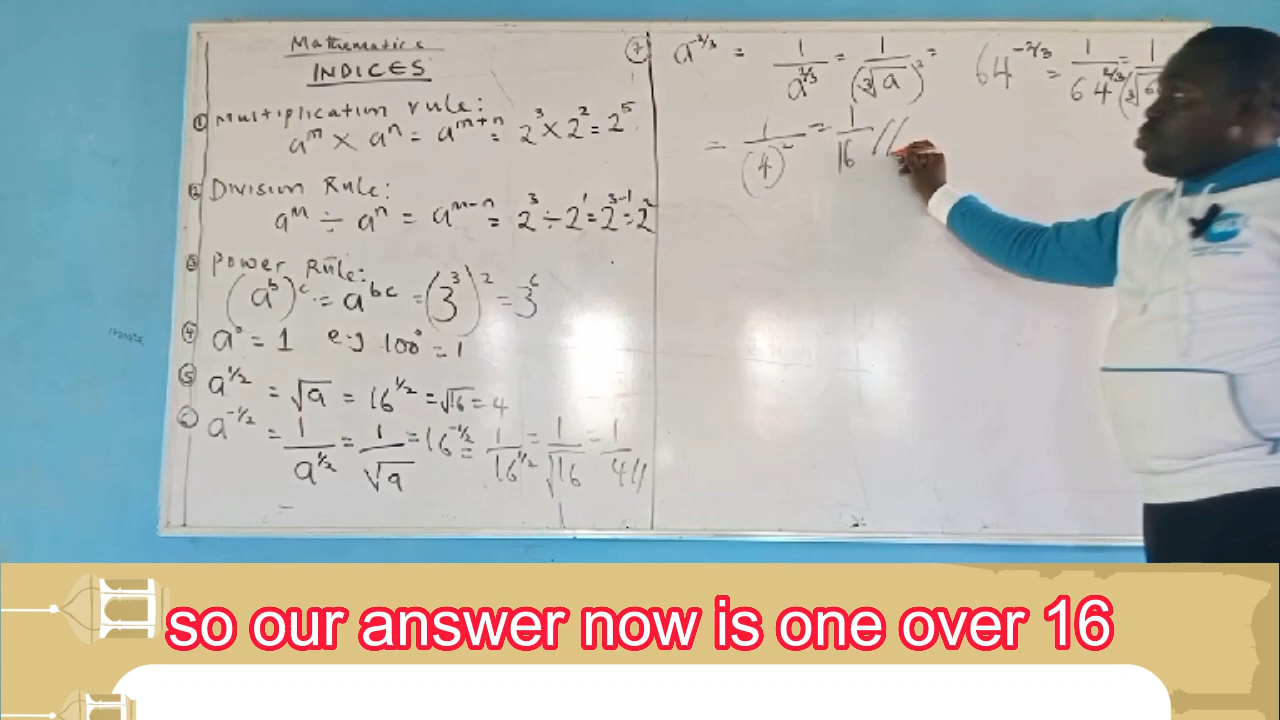 Mathematics
INDICES
① Multiplication rule:
aᵐ × aⁿ = aᵐ⁺ⁿ = 2³ × 2² = 2⁵
② Division Rule:
aᵐ ÷ aⁿ = aᵐ⁻ⁿ = 2³ ÷ 2¹ = 2³⁻¹ = 2²
③ Power Rule:
(aᵇ)ᶜ = aᵇᶜ = (3³)² = 3⁶
④ a⁰ = 1 e.g 100⁰ = 1
⑤ a^1/2 = √a = 16^1/2 = √16 = 4
⑥ a^-1/2 = 1/a^1/2 = 1/√a = 16^-1/2 = 1/16^1/2 = 1/√16 = 1/4 //
⑦ a^-2/3 = 1/a^2/3 = 1/(∛a)² = 64^-2/3 = 1/64^2/3 = 1/(∛6
= 1/(4)² = 1/16 //
so our answer now is one over 16